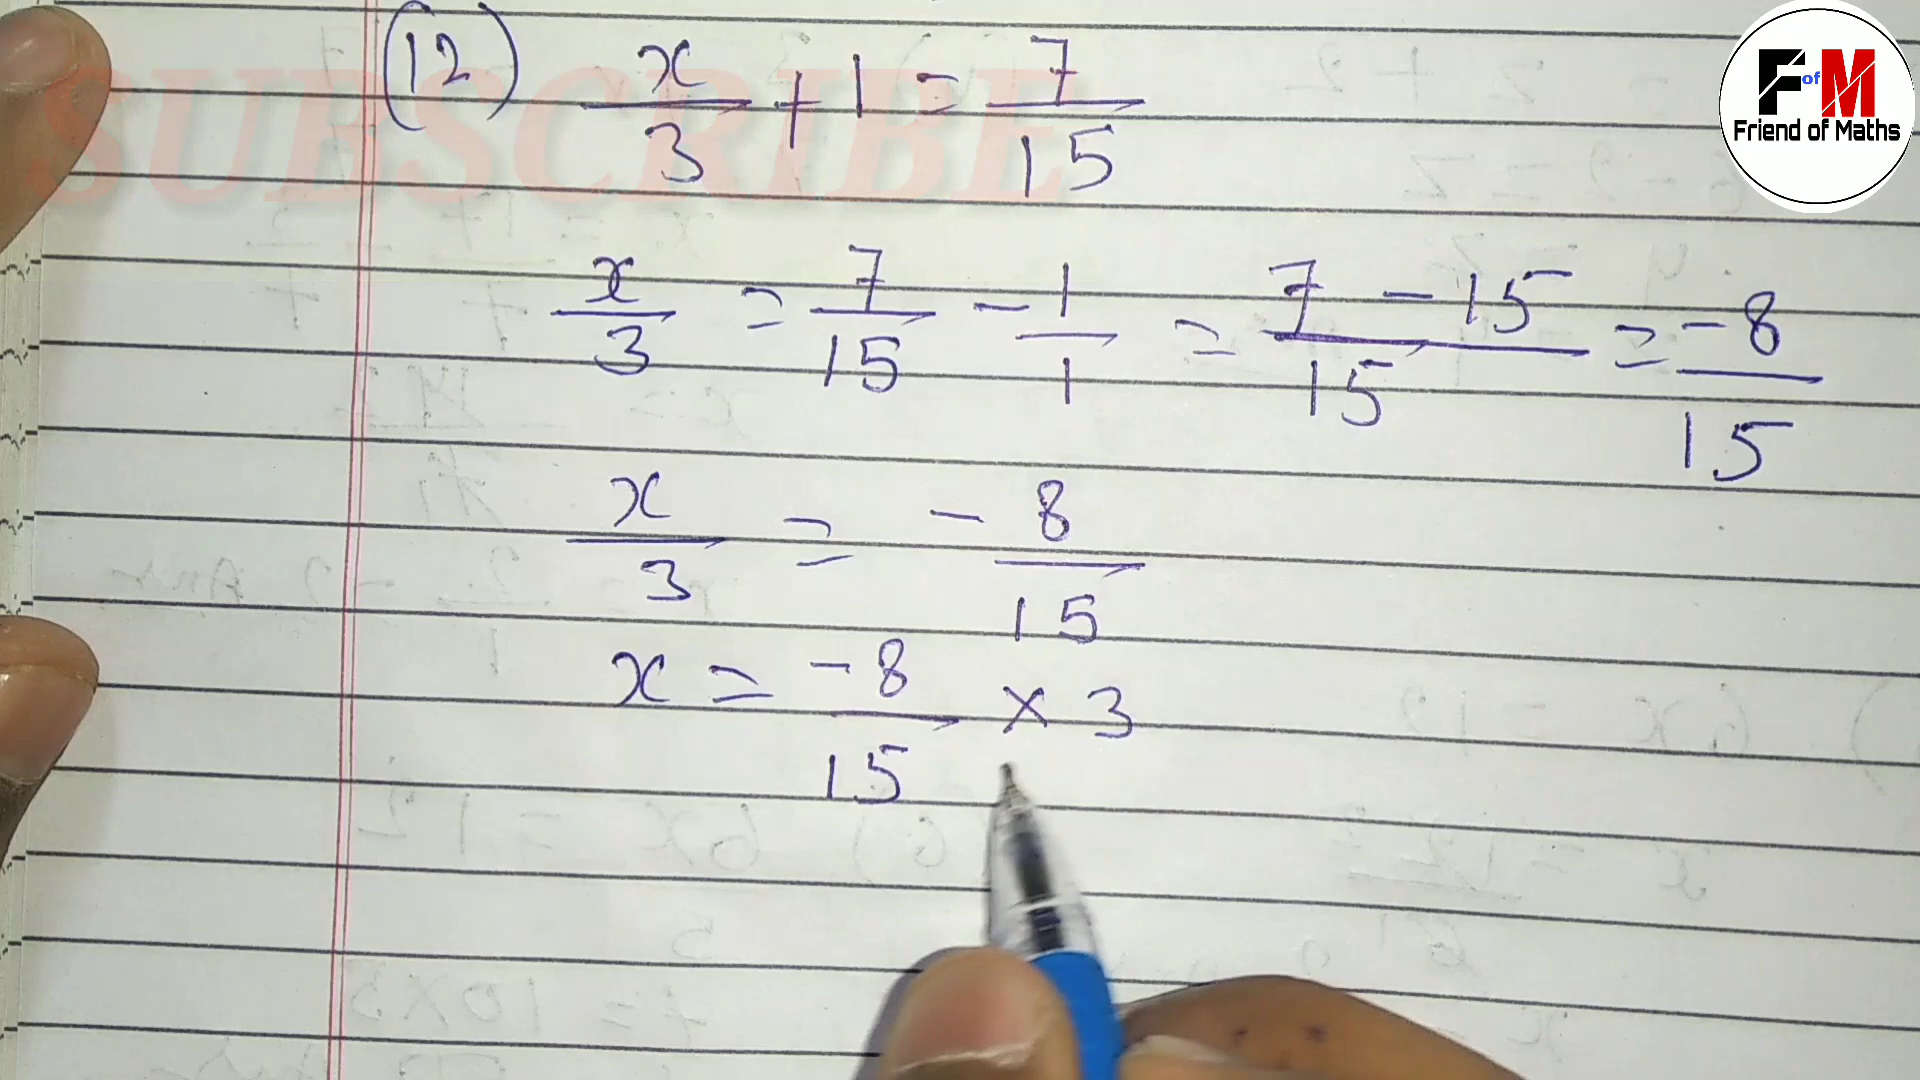 (12) x/3 + 1 = 7/15
x/3 = 7/15 - 1/1 = 7 - 15/15 = -8/15
x/3 = -8/15
x = -8/15 × 3
SUBSCRIBE
F of M
Friend of Maths